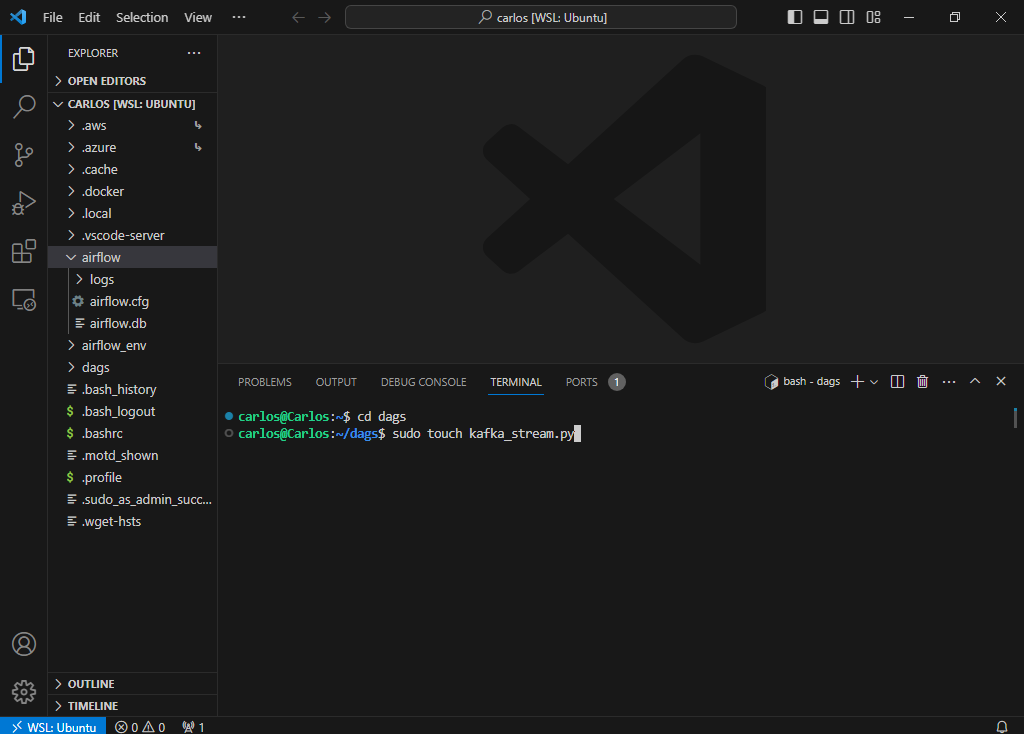 File Edit Selection View ···
carlos [WSL: Ubuntu]
EXPLORER ···
OPEN EDITORS
CARLOS [WSL: UBUNTU]
.aws
.azure
.cache
.docker
.local
.vscode-server
airflow
logs
airflow.cfg
airflow.db
airflow_env
dags
.bash_history
$ .bash_logout
$ .bashrc
.motd_shown
$ .profile
.sudo_as_admin_succ...
.wget-hsts
OUTLINE
TIMELINE
PROBLEMS OUTPUT DEBUG CONSOLE TERMINAL PORTS 1
bash - dags
carlos@Carlos:~$ cd dags
carlos@Carlos:~/dags$ sudo touch kafka_stream.py
WSL: Ubuntu 0 0 1